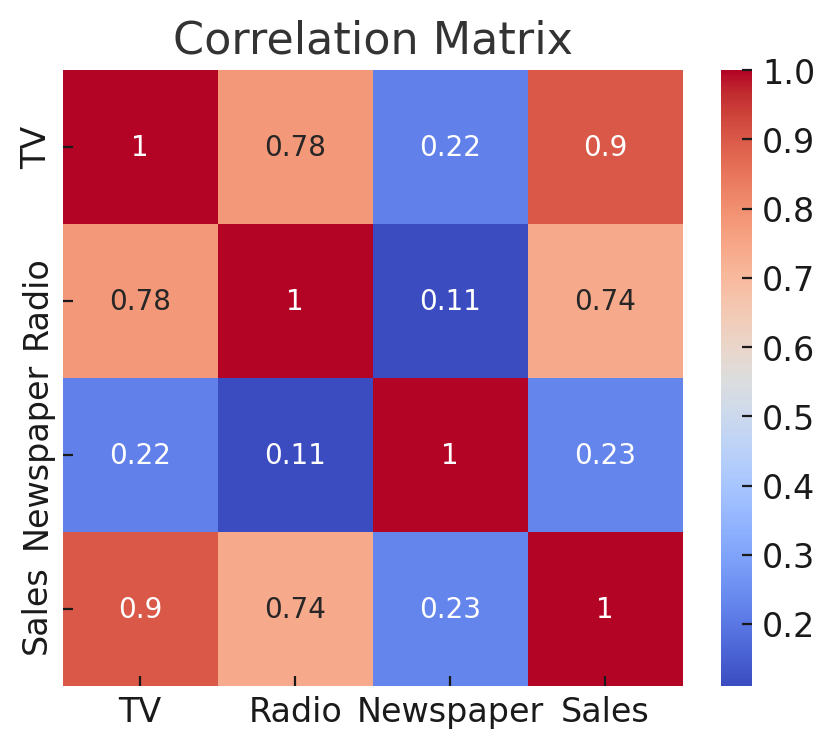 Correlation Matrix
TV 1 0.78 0.22 0.9
Radio 0.78 1 0.11 0.74
Newspaper 0.22 0.11 1 0.23
Sales 0.9 0.74 0.23 1
TV Radio Newspaper Sales
1.0
0.9
0.8
0.7
0.6
0.5
0.4
0.3
0.2